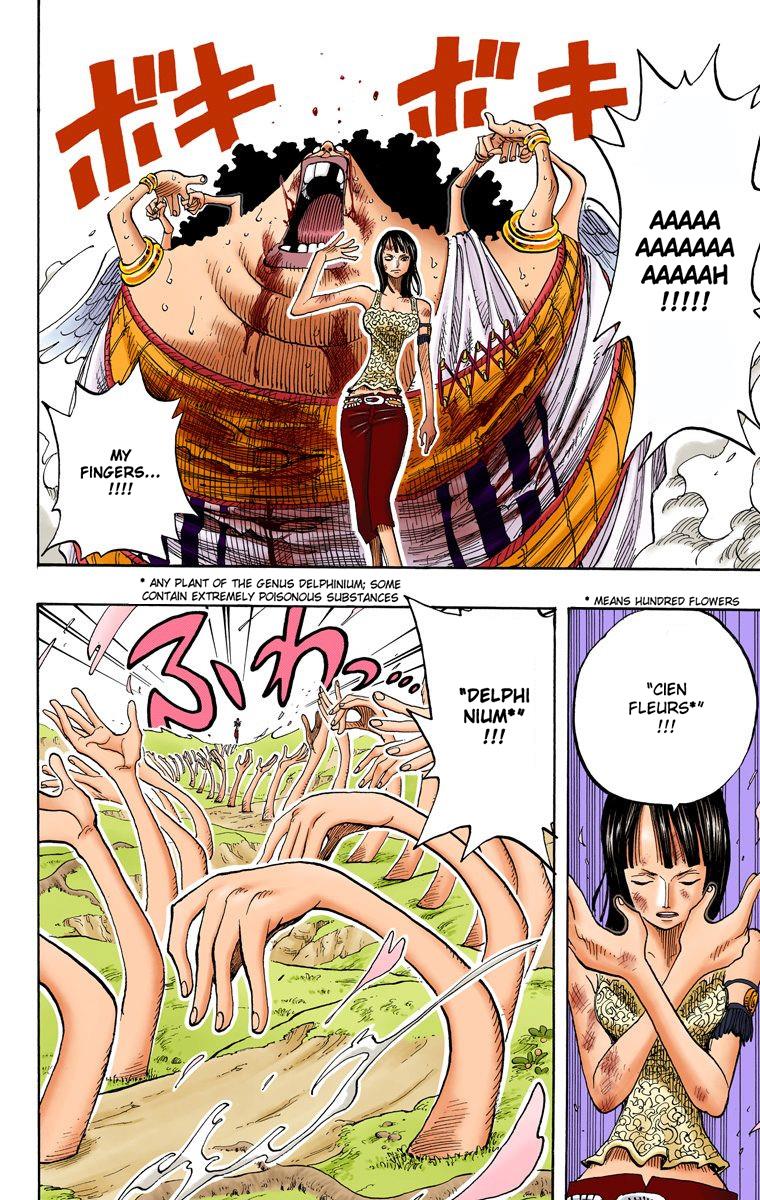 ボキ
ボキ
AAAAA
AAAAAAA
AAAAAH
!!!!!
MY
FINGERS...
!!!!
* ANY PLANT OF THE GENUS DELPHINIUM; SOME
CONTAIN EXTREMELY POISONOUS SUBSTANCES
* MEANS HUNDRED FLOWERS
"CIEN
FLEURS*"
!!!
"DELPHI
NIUM*"
!!!
ふわっ...